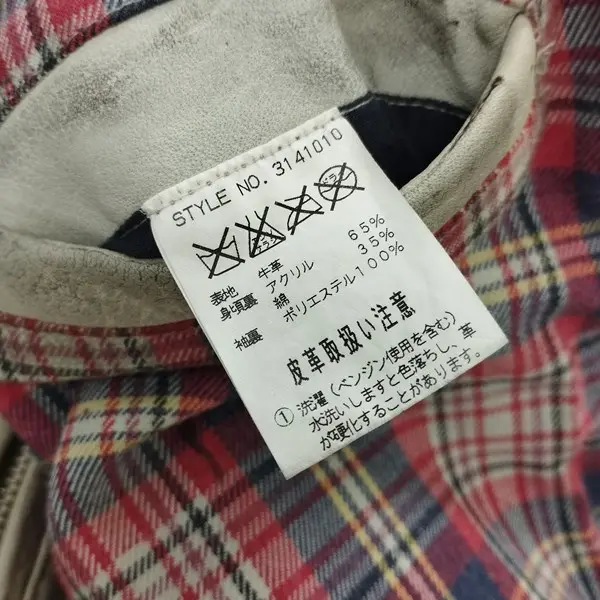 STYLE NO. 3141010
表地 牛革
身頃裏 アクリル 65%
綿 35%
袖裏 ポリエステル100%
皮革取扱い注意
① 洗濯(ベンジン使用を含む)
水洗いしますと色落し、革
が硬化することがあります。